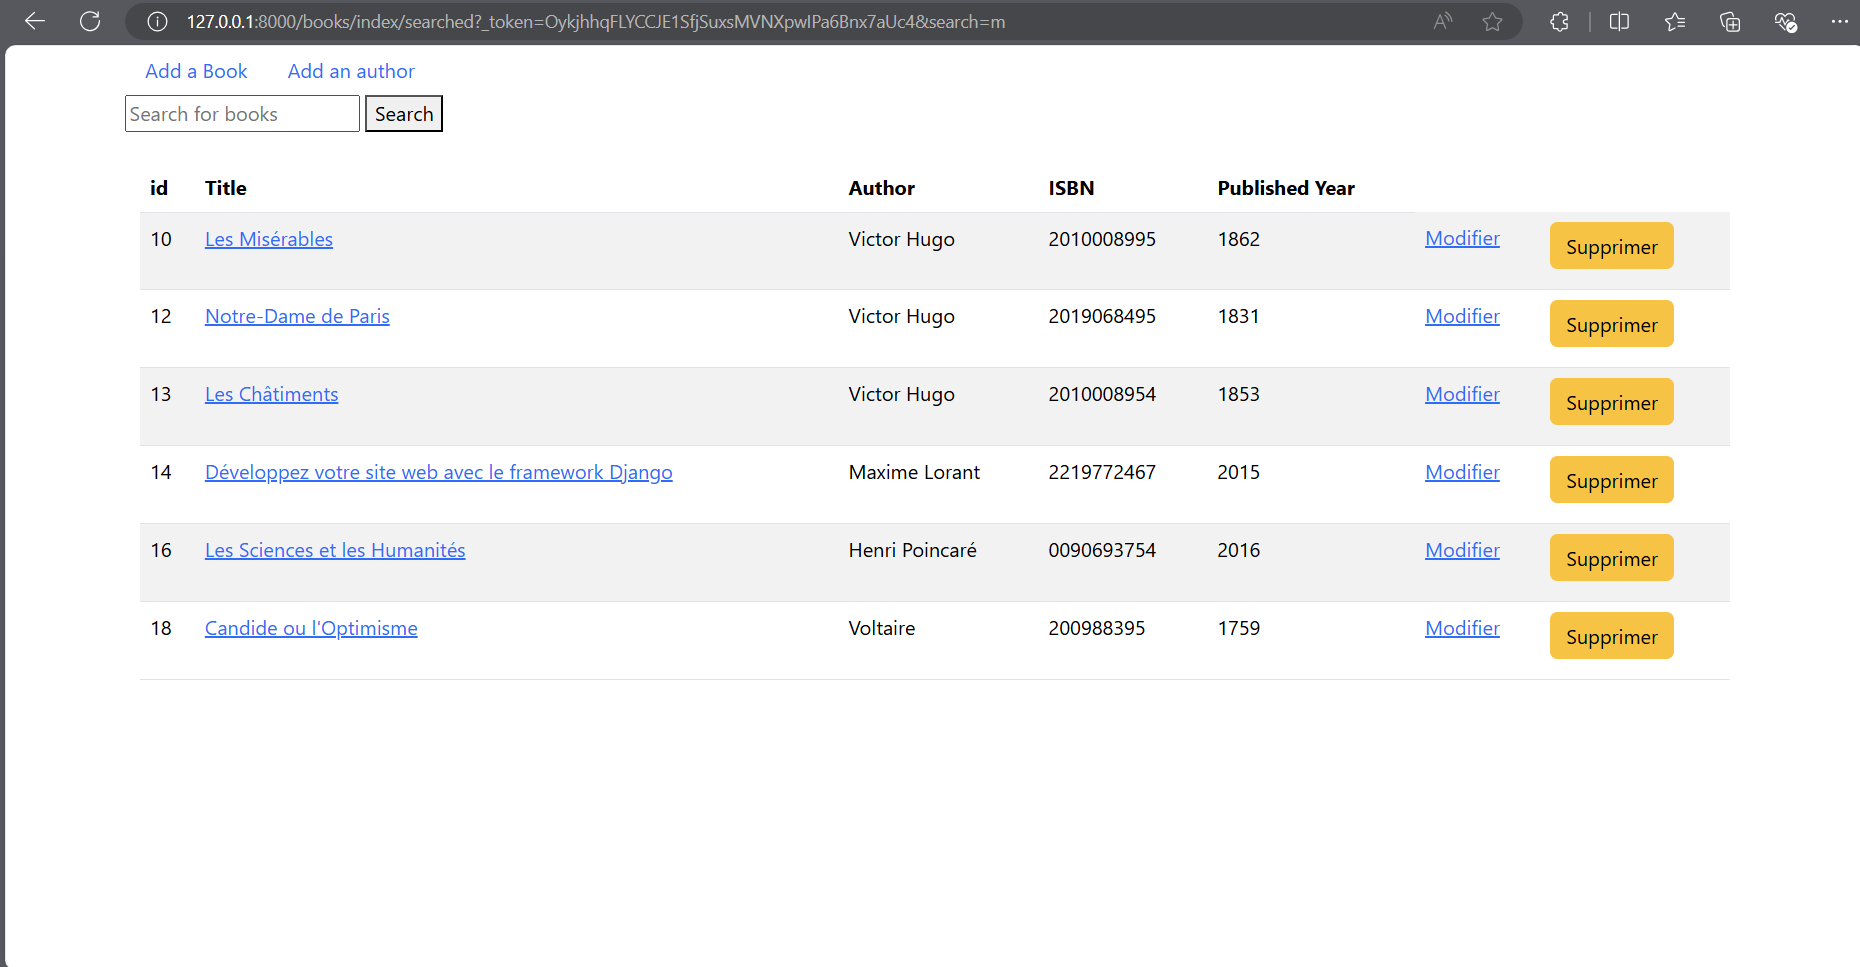 127.0.0.1:8000/books/index/searched?_token=OykjhhqFLYCCJE1SfjSuxsMVNXpwIPa6Bnx7aUc4&search=m
Add a Book Add an author
Search for books Search
id Title Author ISBN Published Year
10 Les Misérables Victor Hugo 2010008995 1862 Modifier Supprimer
12 Notre-Dame de Paris Victor Hugo 2019068495 1831 Modifier Supprimer
13 Les Châtiments Victor Hugo 2010008954 1853 Modifier Supprimer
14 Développez votre site web avec le framework Django Maxime Lorant 2219772467 2015 Modifier Supprimer
16 Les Sciences et les Humanités Henri Poincaré 0090693754 2016 Modifier Supprimer
18 Candide ou l'Optimisme Voltaire 200988395 1759 Modifier Supprimer